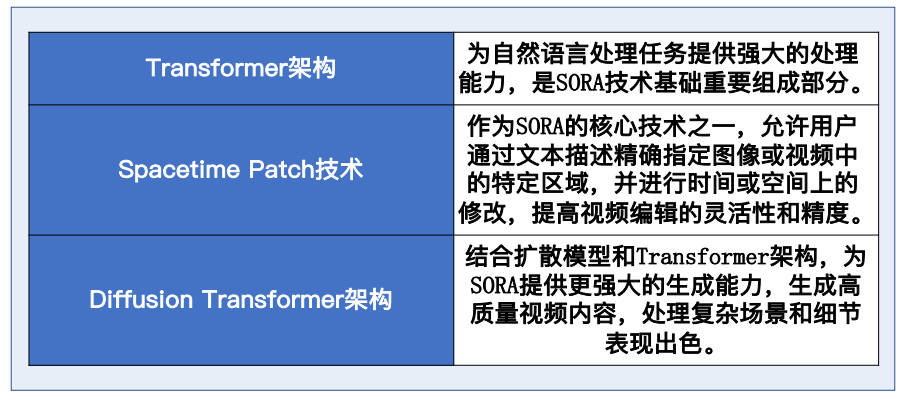 Transformer架构
为自然语言处理任务提供强大的处理
能力，是SORA技术基础重要组成部分。
Spacetime Patch技术
作为SORA的核心技术之一，允许用户
通过文本描述精确指定图像或视频中
的特定区域，并进行时间或空间上的
修改，提高视频编辑的灵活性和精度。
Diffusion Transformer架构
结合扩散模型和Transformer架构，为
SORA提供更强大的生成能力，生成高
质量视频内容，处理复杂场景和细节
表现出色。